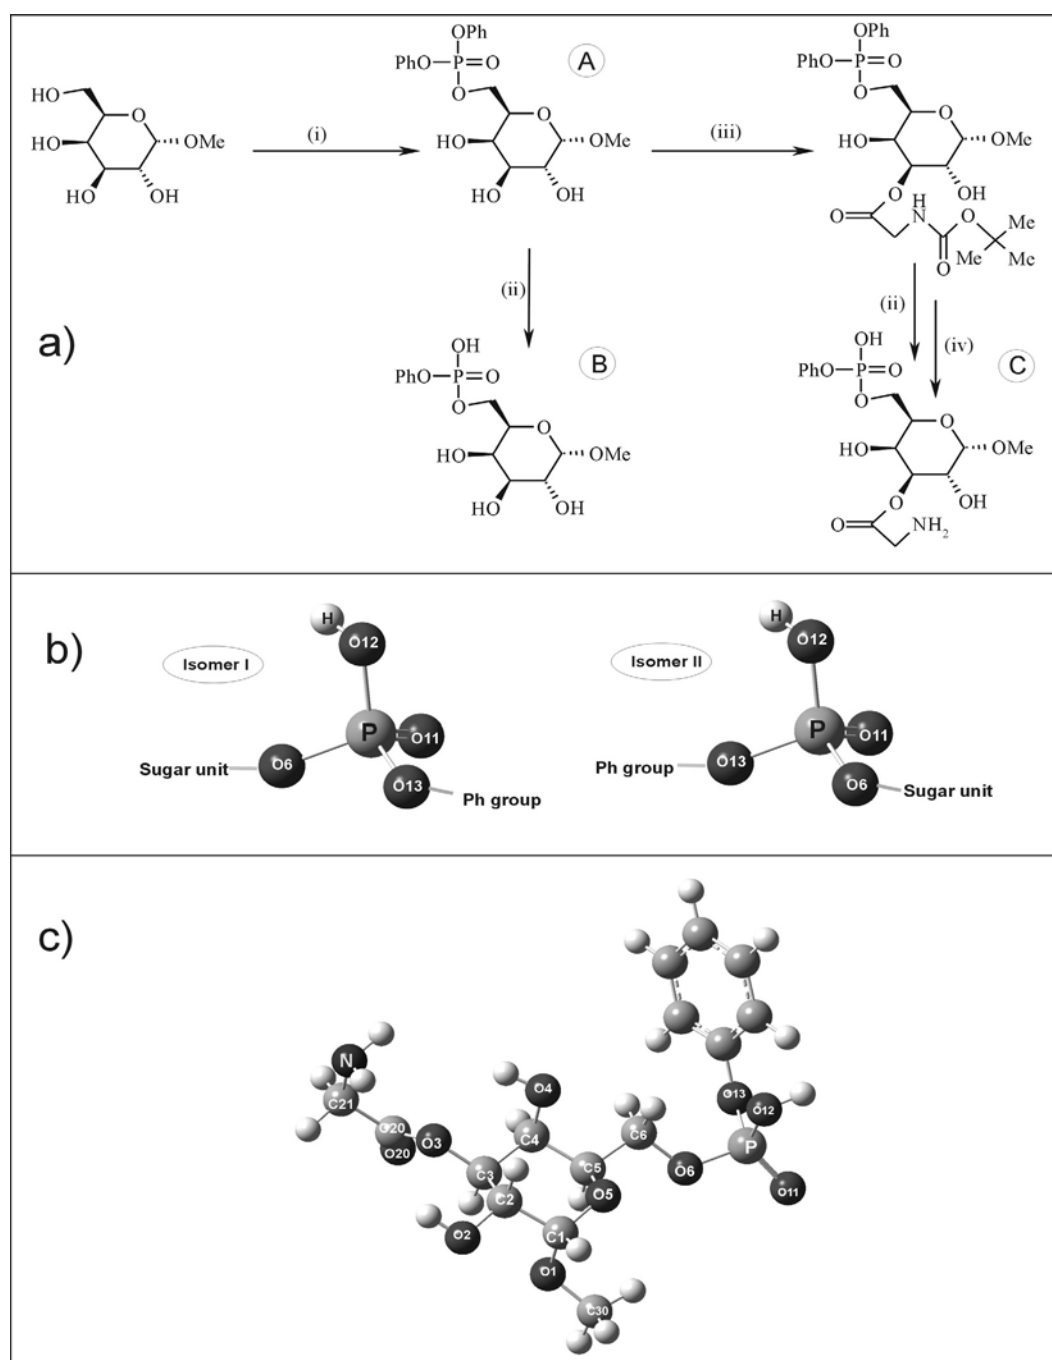 a)
HO
O
HO
OMe
HO
OH
(i)
OPh
PhO
P
O
O
A
O
HO
OMe
HO
OH
(iii)
OPh
PhO
P
O
O
O
HO
OMe
OH
O
H
O
N
O
Me
O
Me
Me
(ii)
OH
PhO
P
O
O
B
O
HO
OMe
HO
OH
(ii)
(iv)
OH
PhO
P
O
O
C
O
HO
OMe
OH
O
O
NH2
b)
Isomer I
H
O12
P
O11
O6
O13
Sugar unit
Ph group
Isomer II
H
O12
P
O11
O13
O6
Ph group
Sugar unit
c)
N
C21
C20
O20
O3
O4
C4
C6
C3
C2
C5
O5
O2
C1
O1
C30
O6
O13
O12
P
O11